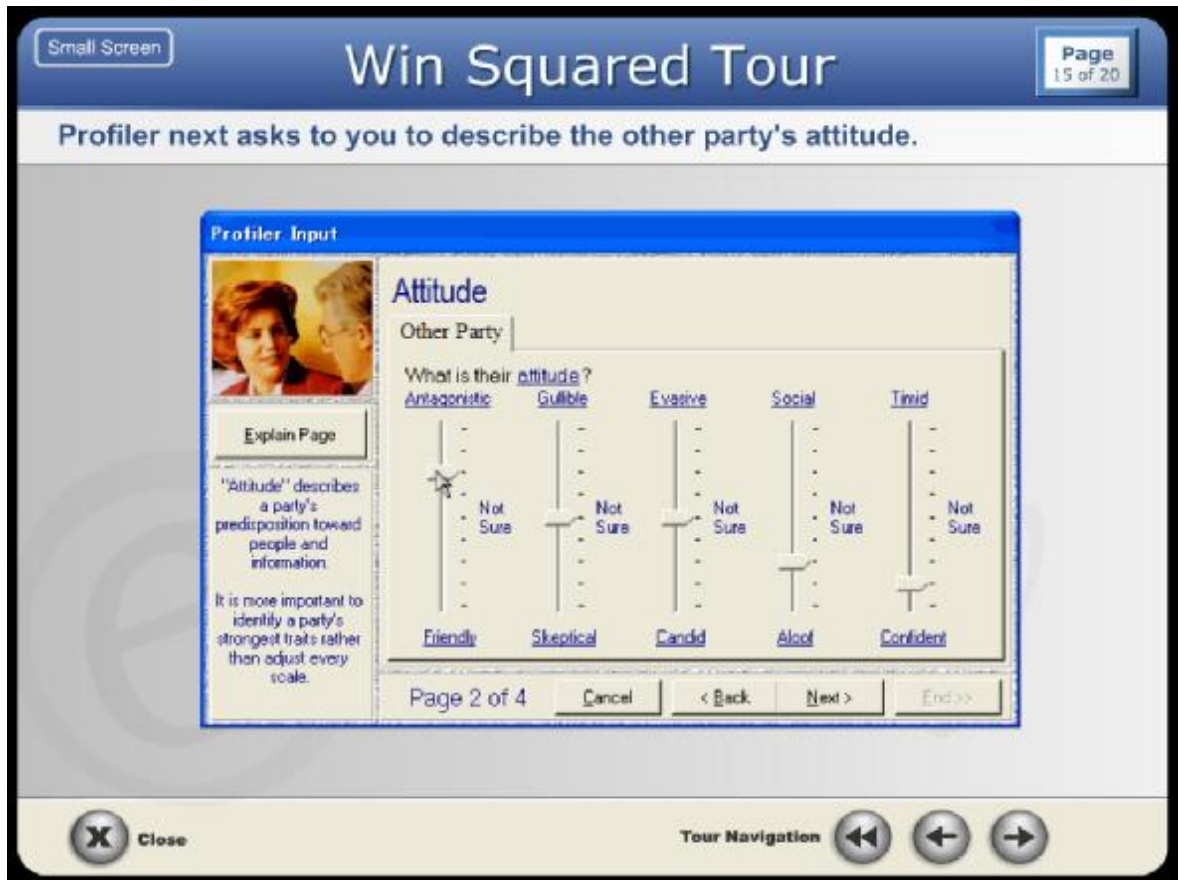 Small Screen
Win Squared Tour
Page
15 of 20
Profiler next asks to you to describe the other party's attitude.
Profiler Input
Attitude
Other Party
What is their attitude?
Antagonistic Gullible Evasive Social Timid
Not Sure Not Sure Not Sure Not Sure Not Sure
Friendly Skeptical Candid Aloof Confident
Explain Page
"Attitude" describes
a party's
predisposition toward
people and
information.
It is more important to
identify a party's
strongest traits rather
than adjust every
scale.
Page 2 of 4 Cancel < Back Next > End >>
Close
Tour Navigation